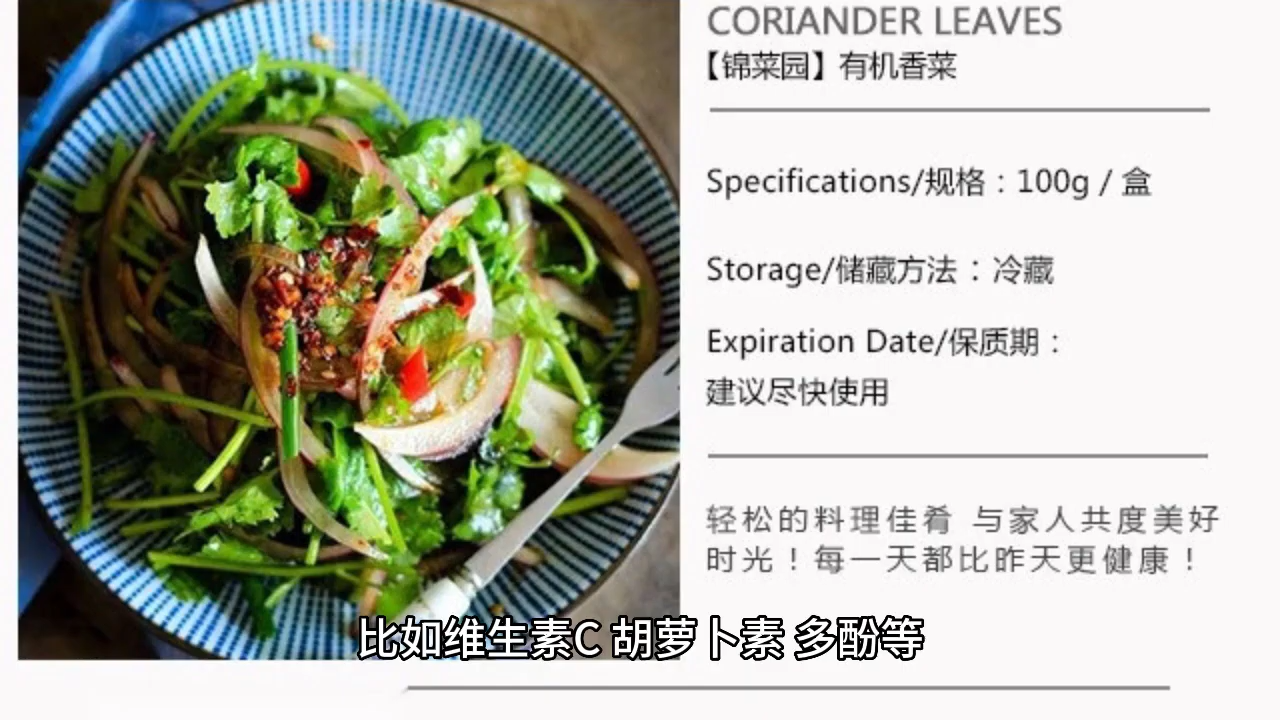 CORIANDER LEAVES
【锦菜园】有机香菜
Specifications/规格：100g / 盒
Storage/储藏方法 ：冷藏
Expiration Date/保质期：
建议尽快使用
轻松的料理佳肴 与家人共度美好
时光！每一天都比昨天更健康！
比如维生素C 胡萝卜素 多酚等